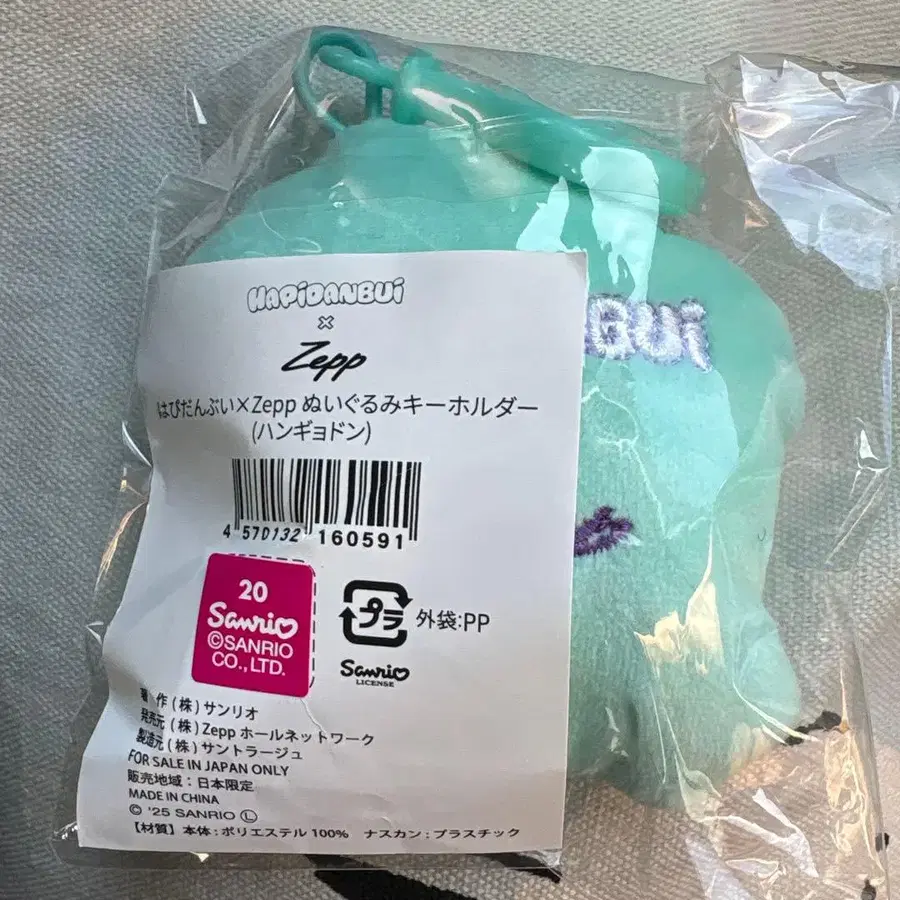 HAPiDANBUi
×
Zepp
はぴだんぶい×Zepp ぬいぐるみキーホルダー
(ハンギョドン)
4 570132 160591
20
Sanrio
©SANRIO
CO., LTD.
プラ
外袋:PP
Sanrio
LICENSE
著 作 (株) サンリオ
発売元 (株) Zepp ホールネットワーク
製造元 (株) サントラージュ
FOR SALE IN JAPAN ONLY
販売地域:日本限定
MADE IN CHINA
© '25 SANRIO Ⓛ
【材質】本体:ポリエステル 100% ナスカン:プラスチック
BUi